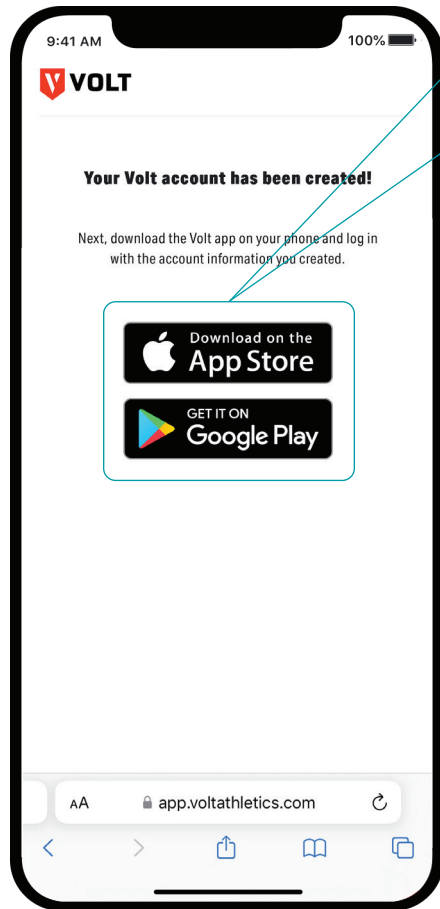 9:41 AM 100%
VOLT
Your Volt account has been created!
Next, download the Volt app on your phone and log in
with the account information you created.
Download on the
App Store
GET IT ON
Google Play
AA app.voltathletics.com